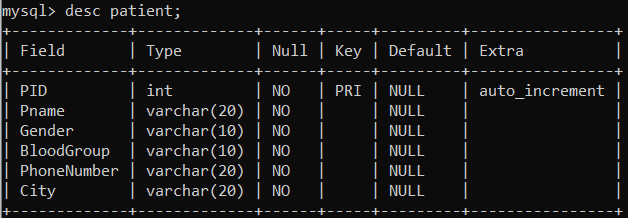 mysql> desc patient;
+-------------+-------------+------+-----+---------+----------------+
| Field       | Type        | Null | Key | Default | Extra          |
+-------------+-------------+------+-----+---------+----------------+
| PID         | int         | NO   | PRI | NULL    | auto_increment |
| Pname       | varchar(20) | NO   |     | NULL    |                |
| Gender      | varchar(10) | NO   |     | NULL    |                |
| BloodGroup  | varchar(10) | NO   |     | NULL    |                |
| PhoneNumber | varchar(20) | NO   |     | NULL    |                |
| City        | varchar(20) | NO   |     | NULL    |                |
+-------------+-------------+------+-----+---------+----------------+